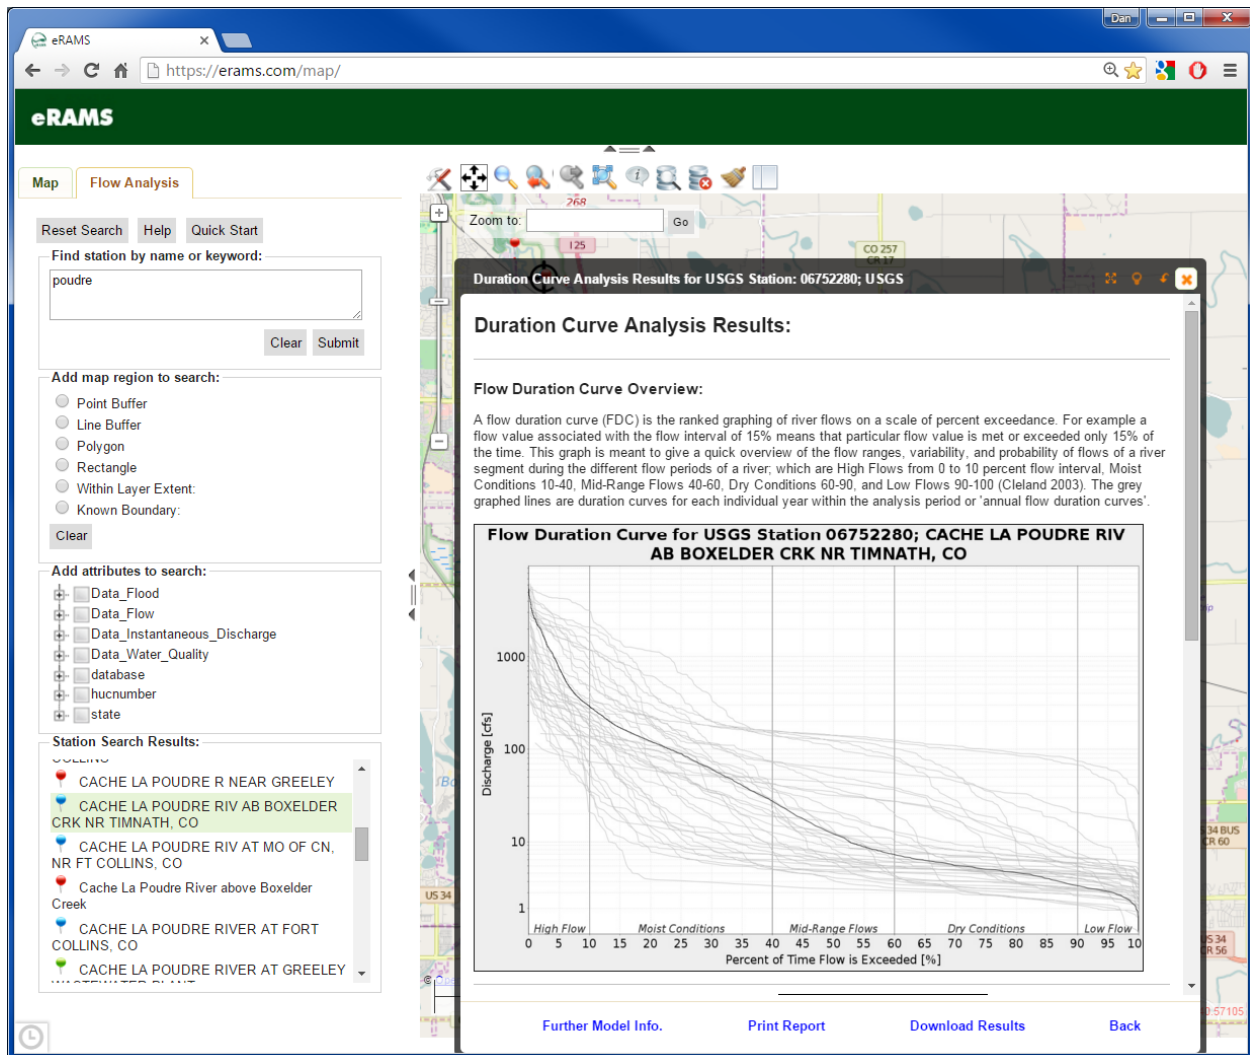 Dan
eRAMS
https://erams.com/map/
eRAMS
Map
Flow Analysis
Reset Search
Help
Quick Start
Find station by name or keyword:
poudre
Clear
Submit
Add map region to search:
Point Buffer
Line Buffer
Polygon
Rectangle
Within Layer Extent:
Known Boundary:
Clear
Add attributes to search:
Data_Flood
Data_Flow
Data_Instantaneous_Discharge
Data_Water_Quality
database
hucnumber
state
Station Search Results:
COLLINS
CACHE LA POUDRE R NEAR GREELEY
CACHE LA POUDRE RIV AB BOXELDER
CRK NR TIMNATH, CO
CACHE LA POUDRE RIV AT MO OF CN,
NR FT COLLINS, CO
Cache La Poudre River above Boxelder
Creek
CACHE LA POUDRE RIVER AT FORT
COLLINS, CO
CACHE LA POUDRE RIVER AT GREELEY
WASTEWATER PLANT
268
Zoom to:
Go
I 25
CO 257
CR 17
US 34
34 BUS
CR 60
US 34
CR 56
57105
Duration Curve Analysis Results for USGS Station: 06752280; USGS
Duration Curve Analysis Results:
Flow Duration Curve Overview:
A flow duration curve (FDC) is the ranked graphing of river flows on a scale of percent exceedance. For example a
flow value associated with the flow interval of 15% means that particular flow value is met or exceeded only 15% of
the time. This graph is meant to give a quick overview of the flow ranges, variability, and probability of flows of a river
segment during the different flow periods of a river; which are High Flows from 0 to 10 percent flow interval, Moist
Conditions 10-40, Mid-Range Flows 40-60, Dry Conditions 60-90, and Low Flows 90-100 (Cleland 2003). The grey
graphed lines are duration curves for each individual year within the analysis period or 'annual flow duration curves'.
Flow Duration Curve for USGS Station 06752280; CACHE LA POUDRE RIV
AB BOXELDER CRK NR TIMNATH, CO
Discharge [cfs]
1000
100
10
1
High Flow
Moist Conditions
Mid-Range Flows
Dry Conditions
Low Flow
0 5 10 15 20 25 30 35 40 45 50 55 60 65 70 75 80 85 90 95 10
Percent of Time Flow is Exceeded [%]
Further Model Info.
Print Report
Download Results
Back